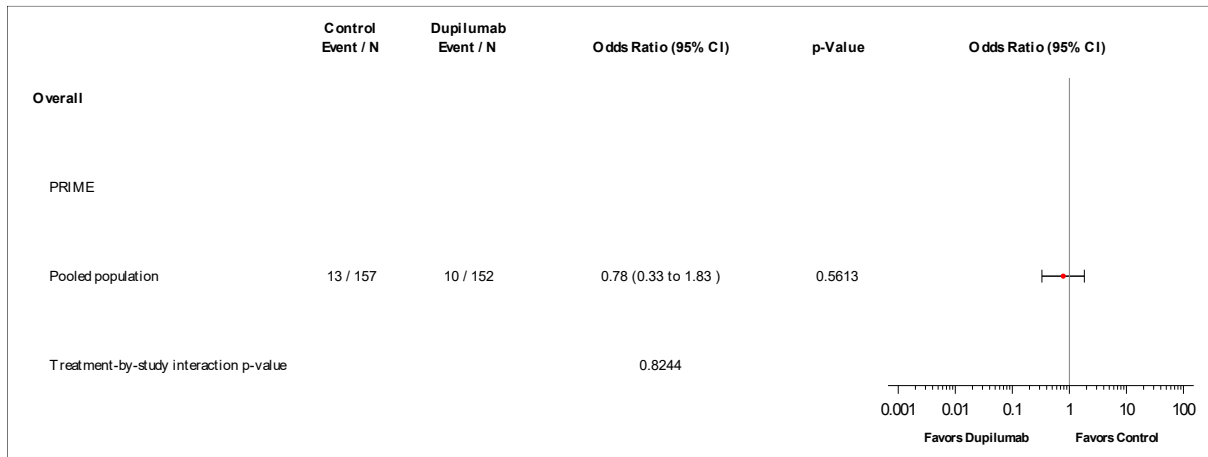 Control Dupilumab
Event / N Event / N Odds Ratio (95% CI) p-Value Odds Ratio (95% CI)
Overall
PRIME
Pooled population 13 / 157 10 / 152 0.78 (0.33 to 1.83 ) 0.5613
Treatment-by-study interaction p-value 0.8244
0.001 0.01 0.1 1 10 100
Favors Dupilumab Favors Control